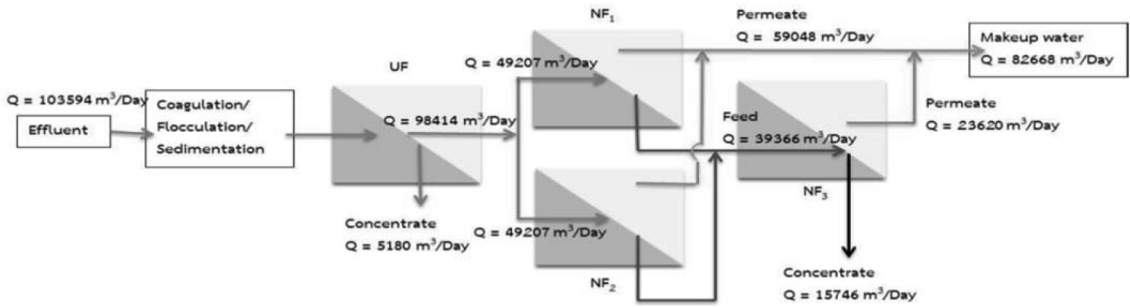 Q = 103594 m³/Day
Effluent
Coagulation/
Flocculation/
Sedimentation
UF
Q = 98414 m³/Day
Concentrate
Q = 5180 m³/Day
NF₁
Q = 49207 m³/Day
Q = 49207 m³/Day
NF₂
Permeate
Q = 59048 m³/Day
Feed
Q = 39366 m³/Day
NF₃
Permeate
Q = 23620 m³/Day
Concentrate
Q = 15746 m³/Day
Makeup water
Q = 82668 m³/Day